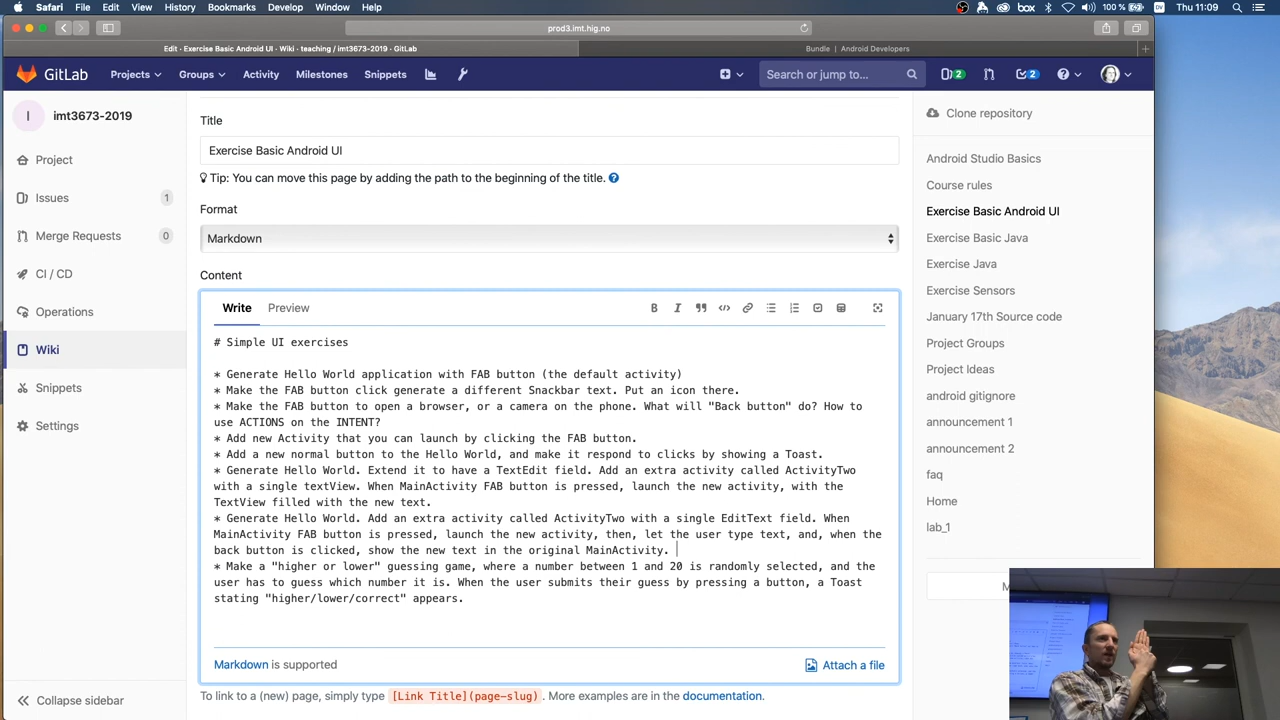 Safari File Edit View History Bookmarks Develop Window Help
box 100 % Thu 11:09
prod3.imt.hig.no
Edit · Exercise Basic Android UI · Wiki · teaching / imt3673-2019 · GitLab
Bundle | Android Developers
GitLab Projects Groups Activity Milestones Snippets
Search or jump to...
2 2
I imt3673-2019
Project
Issues 1
Merge Requests 0
CI / CD
Operations
Wiki
Snippets
Settings
Collapse sidebar
Title
Exercise Basic Android UI
Tip: You can move this page by adding the path to the beginning of the title.
Format
Markdown
Content
Write Preview
# Simple UI exercises
* Generate Hello World application with FAB button (the default activity)
* Make the FAB button click generate a different Snackbar text. Put an icon there.
* Make the FAB button to open a browser, or a camera on the phone. What will "Back button" do? How to
use ACTIONS on the INTENT?
* Add new Activity that you can launch by clicking the FAB button.
* Add a new normal button to the Hello World, and make it respond to clicks by showing a Toast.
* Generate Hello World. Extend it to have a TextEdit field. Add an extra activity called ActivityTwo
with a single textView. When MainActivity FAB button is pressed, launch the new activity, with the
TextView filled with the new text.
* Generate Hello World. Add an extra activity called ActivityTwo with a single EditText field. When
MainActivity FAB button is pressed, launch the new activity, then, let the user type text, and, when the
back button is clicked, show the new text in the original MainActivity.
* Make a "higher or lower" guessing game, where a number between 1 and 20 is randomly selected, and the
user has to guess which number it is. When the user submits their guess by pressing a button, a Toast
stating "higher/lower/correct" appears.
Markdown is supported
Attach a file
To link to a (new) page, simply type [Link Title](page-slug). More examples are in the documentation.
Clone repository
Android Studio Basics
Course rules
Exercise Basic Android UI
Exercise Basic Java
Exercise Java
Exercise Sensors
January 17th Source code
Project Groups
Project Ideas
android gitignore
announcement 1
announcement 2
faq
Home
lab_1